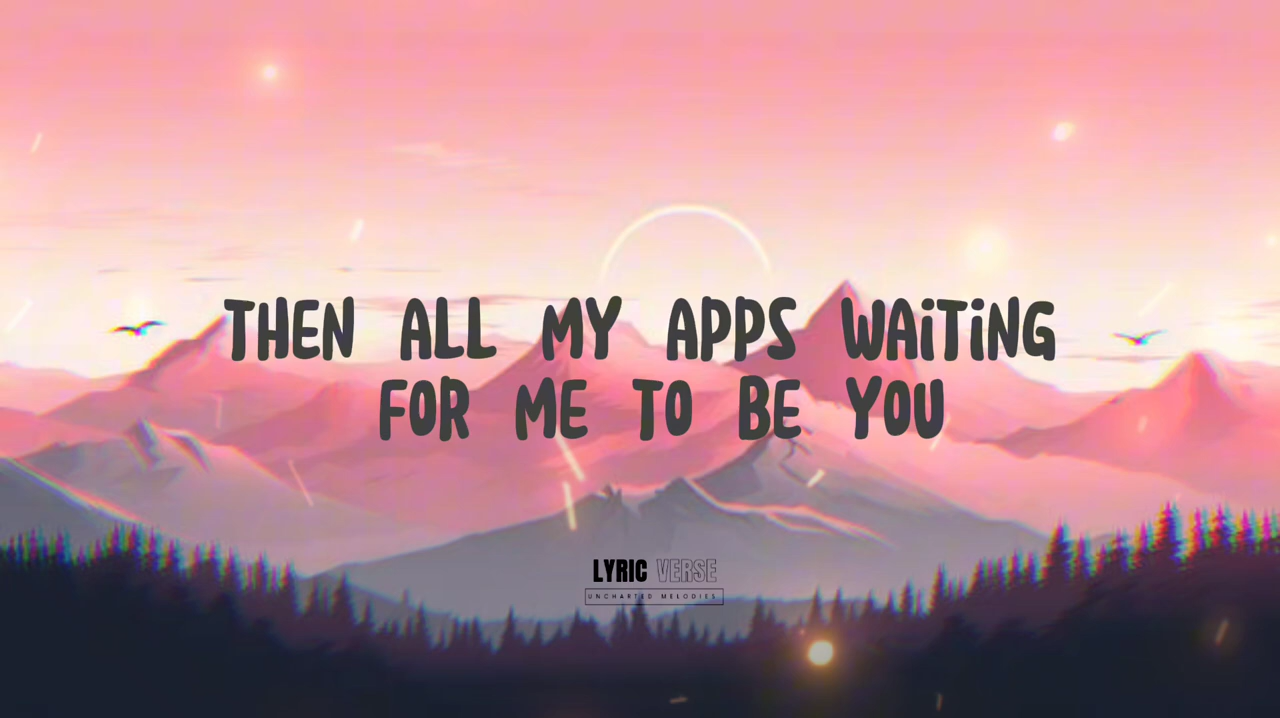 THEN ALL MY APPS WAITING
FOR ME TO BE YOU
LYRIC VERSE
UNCHARTED MELODIES